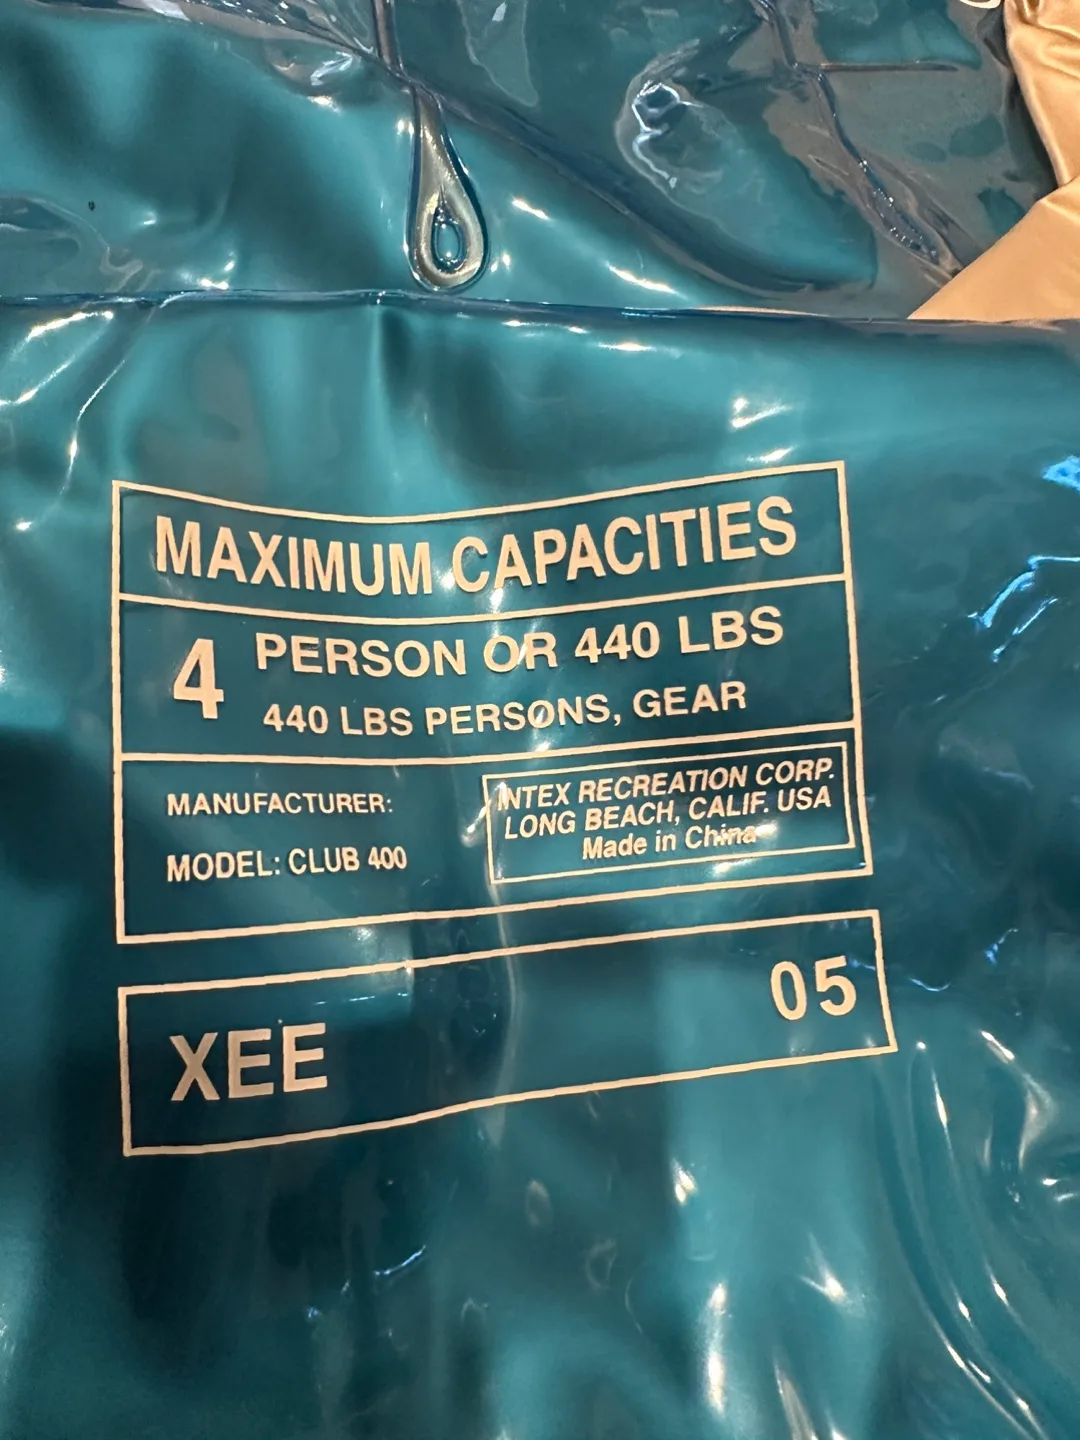 MAXIMUM CAPACITIES
4 PERSON OR 440 LBS
440 LBS PERSONS, GEAR
MANUFACTURER:
INTEX RECREATION CORP.
LONG BEACH, CALIF. USA
Made in China
MODEL: CLUB 400
XEE 05